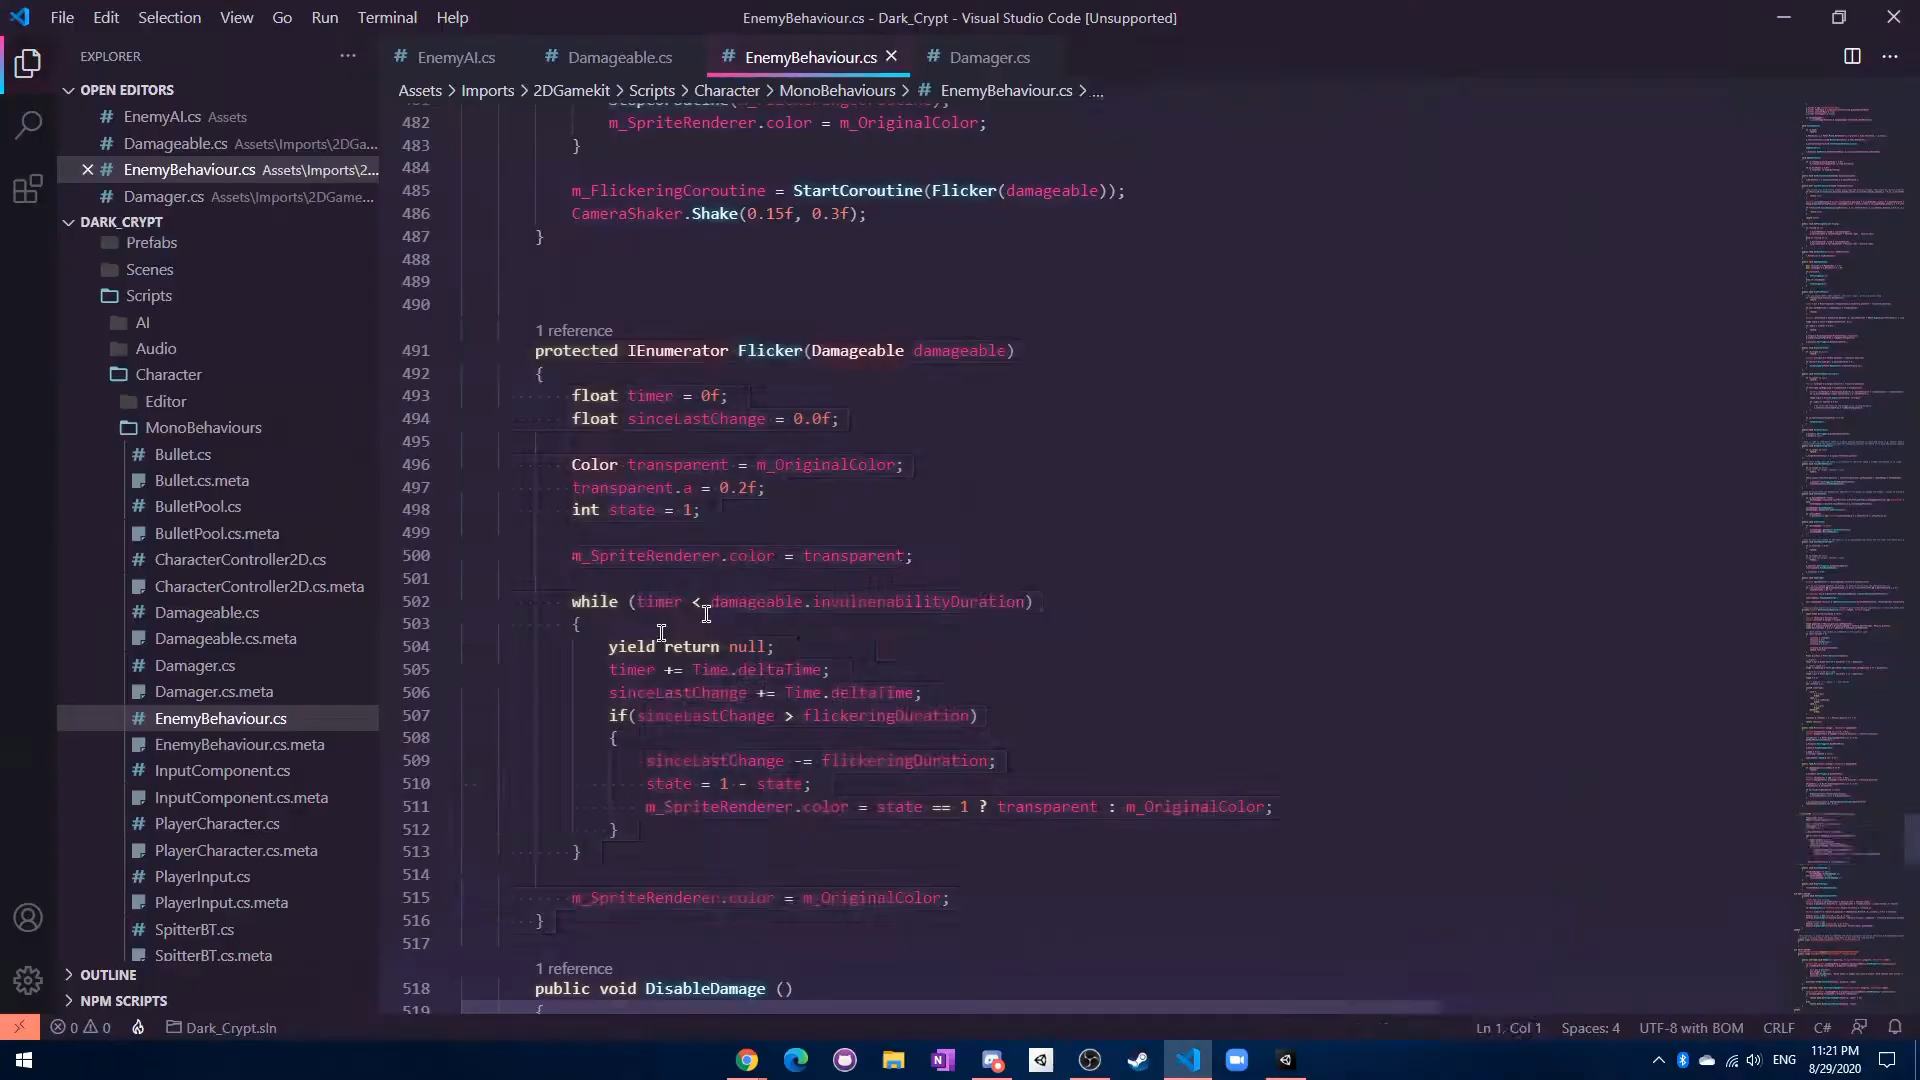 File Edit Selection View Go Run Terminal Help
EnemyBehaviour.cs - Dark_Crypt - Visual Studio Code [Unsupported]
EXPLORER
# EnemyAI.cs # Damageable.cs # EnemyBehaviour.cs # Damager.cs
OPEN EDITORS
# EnemyAI.cs Assets
# Damageable.cs Assets\Imports\2DGa...
# EnemyBehaviour.cs Assets\Imports\2...
# Damager.cs Assets\Imports\2DGame...
DARK_CRYPT
Prefabs
Scenes
Scripts
AI
Audio
Character
Editor
MonoBehaviours
# Bullet.cs
Bullet.cs.meta
# BulletPool.cs
BulletPool.cs.meta
# CharacterController2D.cs
CharacterController2D.cs.meta
# Damageable.cs
Damageable.cs.meta
# Damager.cs
Damager.cs.meta
# EnemyBehaviour.cs
EnemyBehaviour.cs.meta
# InputComponent.cs
InputComponent.cs.meta
# PlayerCharacter.cs
PlayerCharacter.cs.meta
# PlayerInput.cs
PlayerInput.cs.meta
# SpitterBT.cs
SpitterBT.cs.meta
OUTLINE
NPM SCRIPTS
Assets > Imports > 2DGamekit > Scripts > Character > MonoBehaviours > # EnemyBehaviour.cs > ...
482 m_SpriteRenderer.color = m_OriginalColor;
483 }
484
485 m_FlickeringCoroutine = StartCoroutine(Flicker(damageable));
486 CameraShaker.Shake(0.15f, 0.3f);
487 }
488
489
490
1 reference
491 protected IEnumerator Flicker(Damageable damageable)
492 {
493 float timer = 0f;
494 float sinceLastChange = 0.0f;
495
496 Color transparent = m_OriginalColor;
497 transparent.a = 0.2f;
498 int state = 1;
499
500 m_SpriteRenderer.color = transparent;
501
502 while (timer < damageable.invulnerabilityDuration)
503 {
504 yield return null;
505 timer += Time.deltaTime;
506 sinceLastChange += Time.deltaTime;
507 if(sinceLastChange > flickeringDuration)
508 {
509 sinceLastChange -= flickeringDuration;
510 state = 1 - state;
511 m_SpriteRenderer.color = state == 1 ? transparent : m_OriginalColor;
512 }
513 }
514
515 m_SpriteRenderer.color = m_OriginalColor;
516 }
517
1 reference
518 public void DisableDamage ()
519 {
0 0 Dark_Crypt.sln
Ln 1, Col 1 Spaces: 4 UTF-8 with BOM CRLF C#
ENG
11:21 PM
8/29/2020